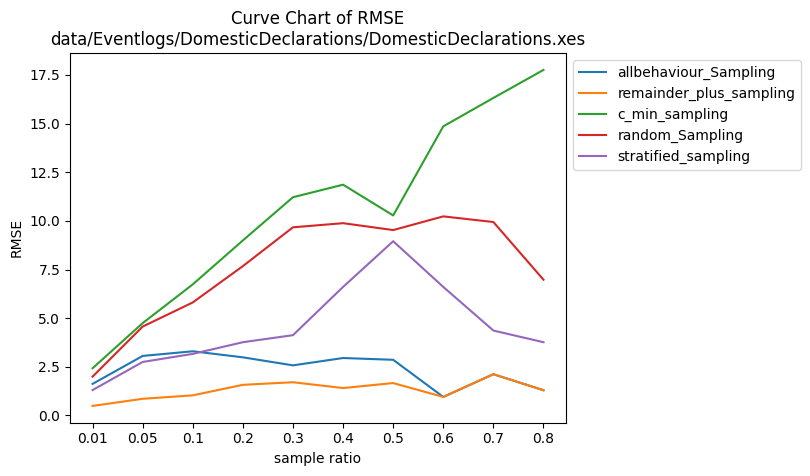 Curve Chart of RMSE
data/Eventlogs/DomesticDeclarations/DomesticDeclarations.xes
RMSE
17.5
15.0
12.5
10.0
7.5
5.0
2.5
0.0
0.01 0.05 0.1 0.2 0.3 0.4 0.5 0.6 0.7 0.8
sample ratio
allbehaviour_Sampling
remainder_plus_sampling
c_min_sampling
random_Sampling
stratified_sampling